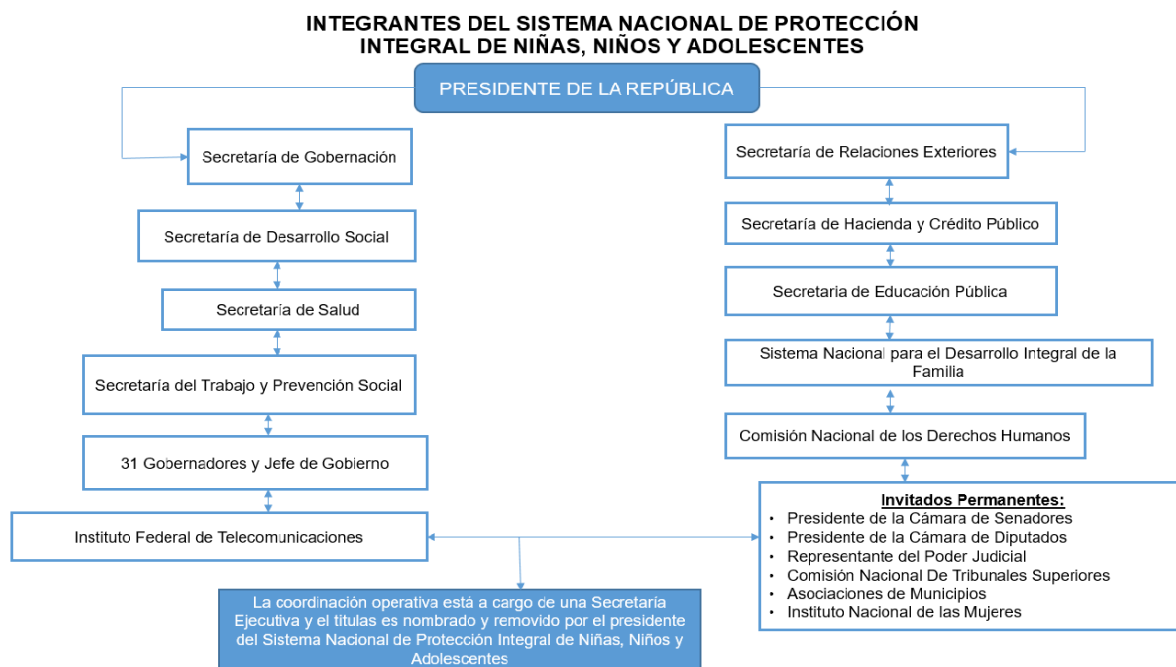 INTEGRANTES DEL SISTEMA NACIONAL DE PROTECCIÓN
INTEGRAL DE NIÑAS, NIÑOS Y ADOLESCENTES
PRESIDENTE DE LA REPÚBLICA
Secretaría de Gobernación
Secretaría de Desarrollo Social
Secretaría de Salud
Secretaría del Trabajo y Prevención Social
31 Gobernadores y Jefe de Gobierno
Instituto Federal de Telecomunicaciones
Secretaría de Relaciones Exteriores
Secretaría de Hacienda y Crédito Público
Secretaria de Educación Pública
Sistema Nacional para el Desarrollo Integral de la
Familia
Comisión Nacional de los Derechos Humanos
Invitados Permanentes:
• Presidente de la Cámara de Senadores
• Presidente de la Cámara de Diputados
• Representante del Poder Judicial
• Comisión Nacional De Tribunales Superiores
• Asociaciones de Municipios
• Instituto Nacional de las Mujeres
La coordinación operativa está a cargo de una Secretaría
Ejecutiva y el titulas es nombrado y removido por el presidente
del Sistema Nacional de Protección Integral de Niñas, Niños y
Adolescentes